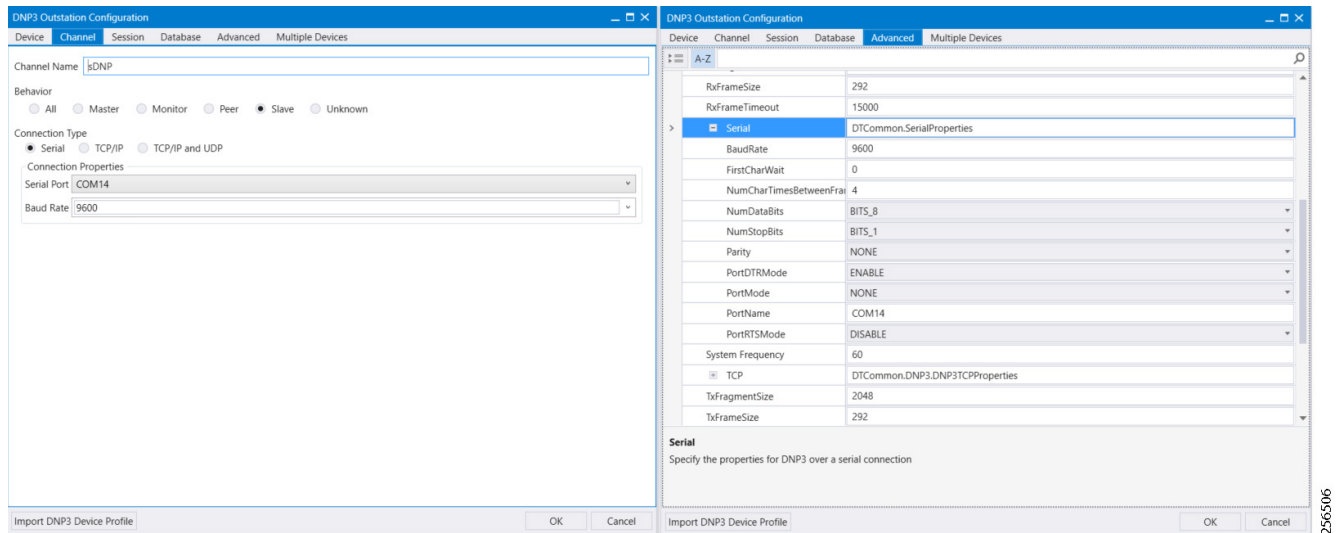 DNP3 Outstation Configuration
Device Channel Session Database Advanced Multiple Devices
Channel Name sDNP
Behavior
All Master Monitor Peer Slave Unknown
Connection Type
Serial TCP/IP TCP/IP and UDP
Connection Properties
Serial Port COM14
Baud Rate 9600
Import DNP3 Device Profile OK Cancel
DNP3 Outstation Configuration
Device Channel Session Database Advanced Multiple Devices
A-Z
RxFrameSize 292
RxFrameTimeout 15000
Serial DTCommon.SerialProperties
BaudRate 9600
FirstCharWait 0
NumCharTimesBetweenFrar 4
NumDataBits BITS_8
NumStopBits BITS_1
Parity NONE
PortDTRMode ENABLE
PortMode NONE
PortName COM14
PortRTSMode DISABLE
System Frequency 60
TCP DTCommon.DNP3.DNP3TCPProperties
TxFragmentSize 2048
TxFrameSize 292
Serial
Specify the properties for DNP3 over a serial connection
Import DNP3 Device Profile OK Cancel
256506